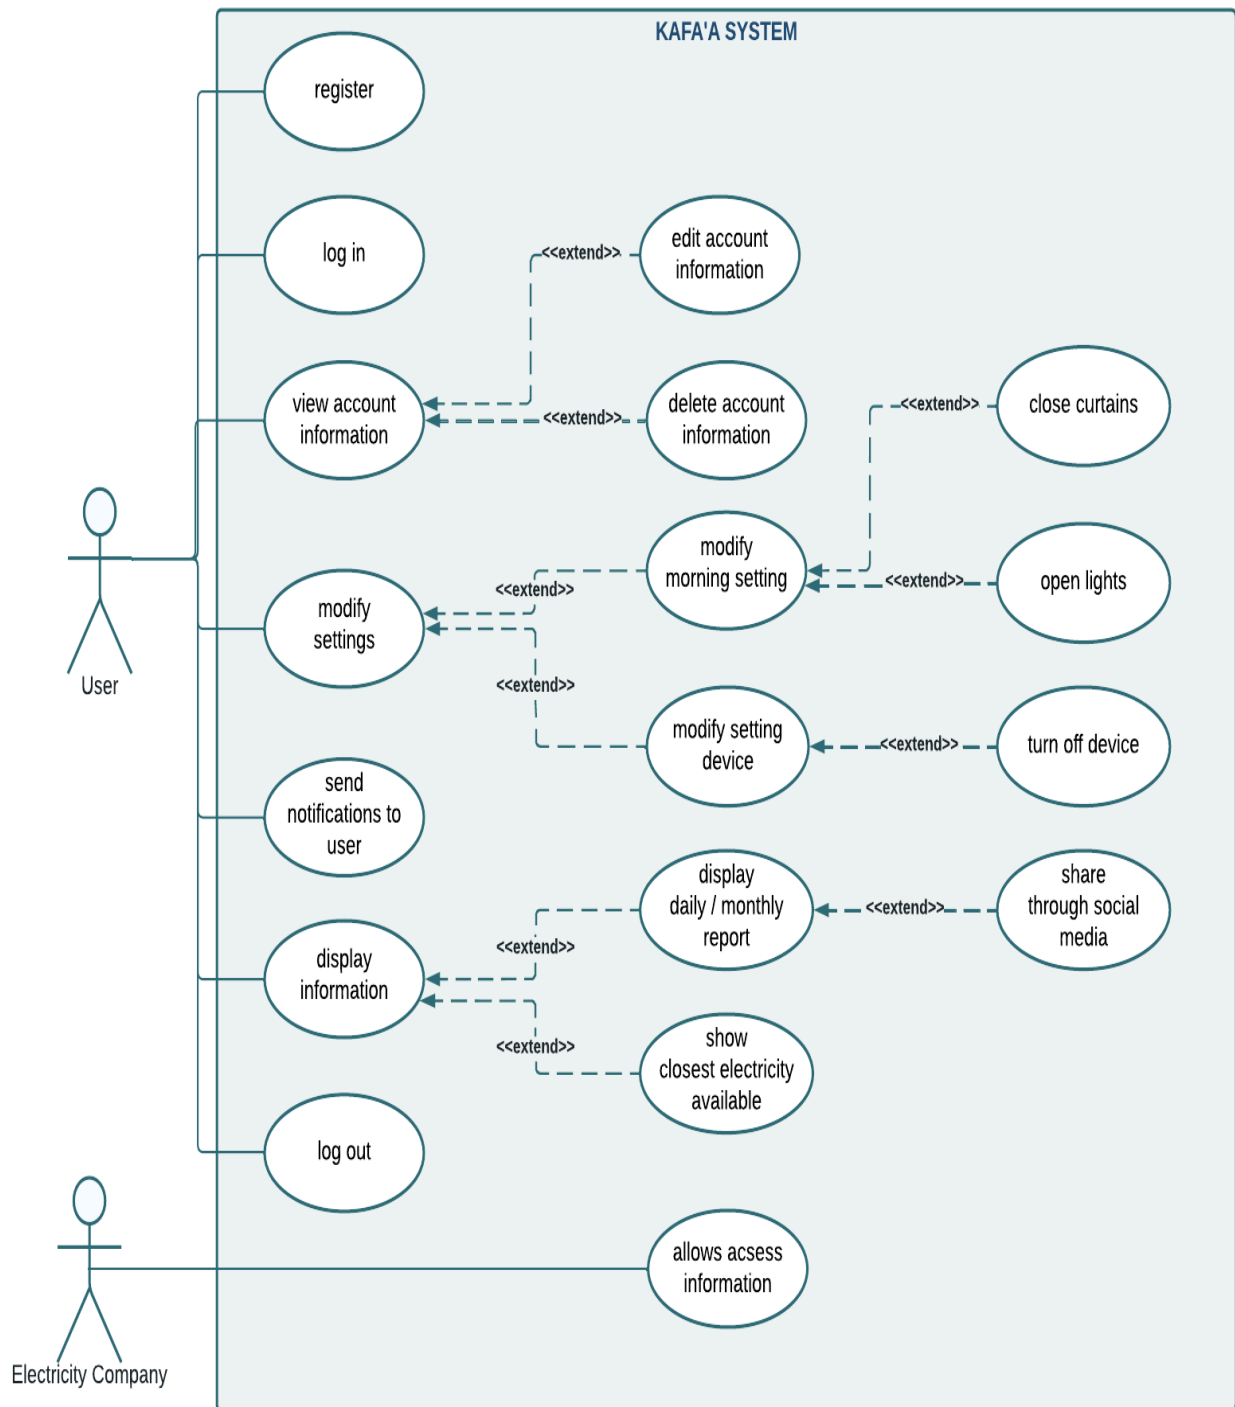 KAFA'A SYSTEM
register
log in
<<extend>>
edit account
information
view account
information
<<extend>>
delete account
information
<<extend>>
close curtains
modify
morning setting
<<extend>>
open lights
<<extend>>
modify
settings
User
<<extend>>
modify setting
device
<<extend>>
turn off device
send
notifications to
user
display
daily / monthly
report
<<extend>>
share
through social
media
<<extend>>
display
information
<<extend>>
show
closest electricity
available
log out
allows acsess
information
Electricity Company